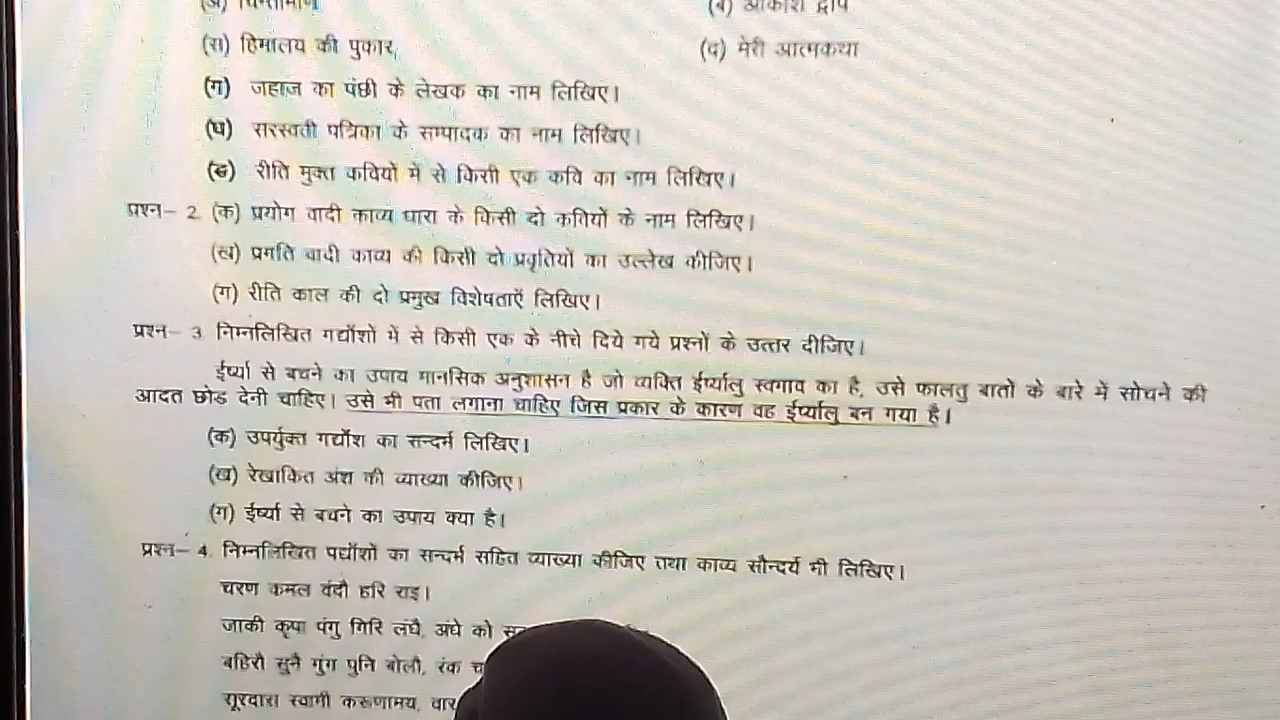 (अ) चिन्तामणि (ब) आकाश द्वीप
(स) हिमालय की पुकार, (द) मेरी आत्मकथा
(ग) जहाज का पंछी के लेखक का नाम लिखिए।
(घ) सरस्वती पत्रिका के सम्पादक का नाम लिखिए।
(ङ) रीति मुक्त कवियों में से किसी एक कवि का नाम लिखिए।
प्रश्न– 2. (क) प्रयोग वादी काव्य धारा के किसी दो कवियों के नाम लिखिए।
(ख) प्रगति वादी काव्य की किसी दो प्रवृतियों का उल्लेख कीजिए।
(ग) रीति काल की दो प्रमुख विशेषताएँ लिखिए।
प्रश्न– 3. निम्नलिखित गद्याँशों में से किसी एक के नीचे दिये गये प्रश्नों के उत्तर दीजिए।
ईर्ष्या से बचने का उपाय मानसिक अनुशासन है जो व्यक्ति ईर्ष्यालु स्वभाव का है, उसे फालतु बातों के बारे में सोचने की
आदत छोड देनी चाहिए। उसे भी पता लगाना चाहिए जिस प्रकार के कारण वह ईर्ष्यालु बन गया है।
(क) उपर्युक्त गद्याँश का सन्दर्भ लिखिए।
(ख) रेखाकित अंश की व्याख्या कीजिए।
(ग) ईर्ष्या से बचने का उपाय क्या है।
प्रश्न– 4. निम्नलिखित पद्याँशों का सन्दर्भ सहित व्याख्या कीजिए तथा काव्य सौन्दर्य भी लिखिए।
चरण कमल वंदौ हरि राइ।
जाकी कृपा पंगु गिरि लंघै, अंधे को
बहिरौ सुनै गुंग पुनि बोलौ, रंक
सूरदास स्वामी करूणामय,